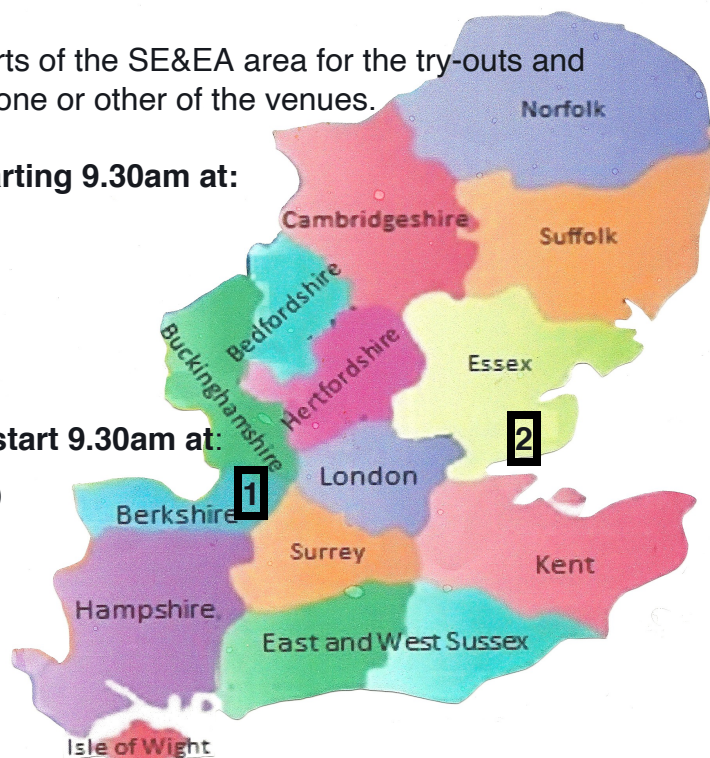 rts of the SE&EA area for the try-outs and
one or other of the venues.
rting 9.30am at:
Norfolk
Cambridgeshire
Suffolk
Bedfordshire
Buckinghamshire
Hertfordshire
Essex
start 9.30am at:
2
London
1
)
Berkshire
Surrey
Kent
Hampshire
East and West Sussex
Isle of Wight